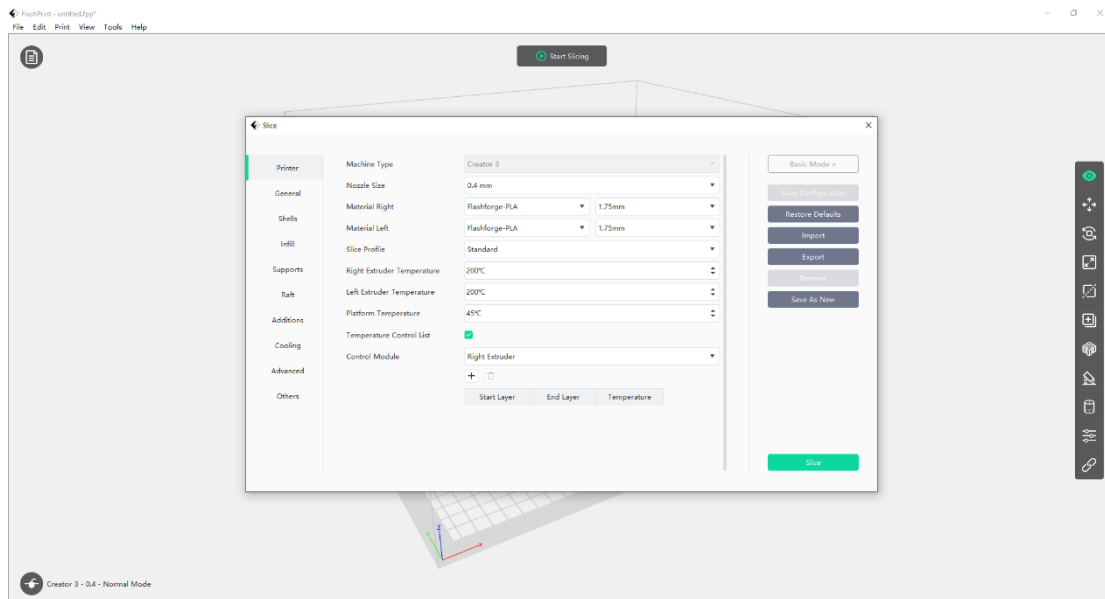 FlashPrint - untitled.fpp*
File Edit Print View Tools Help
Start Slicing
Slice
Printer
General
Shells
Infill
Supports
Raft
Additions
Cooling
Advanced
Others
Machine Type Creator 3
Nozzle Size 0.4 mm
Material Right Flashforge-PLA 1.75mm
Material Left Flashforge-PLA 1.75mm
Slice Profile Standard
Right Extruder Temperature 200℃
Left Extruder Temperature 200℃
Platform Temperature 45℃
Temperature Control List
Control Module Right Extruder
Start Layer End Layer Temperature
Basic Mode >
Save Configuration
Restore Defaults
Import
Export
Remove
Save As New
Slice
Z
Creator 3 - 0.4 - Normal Mode